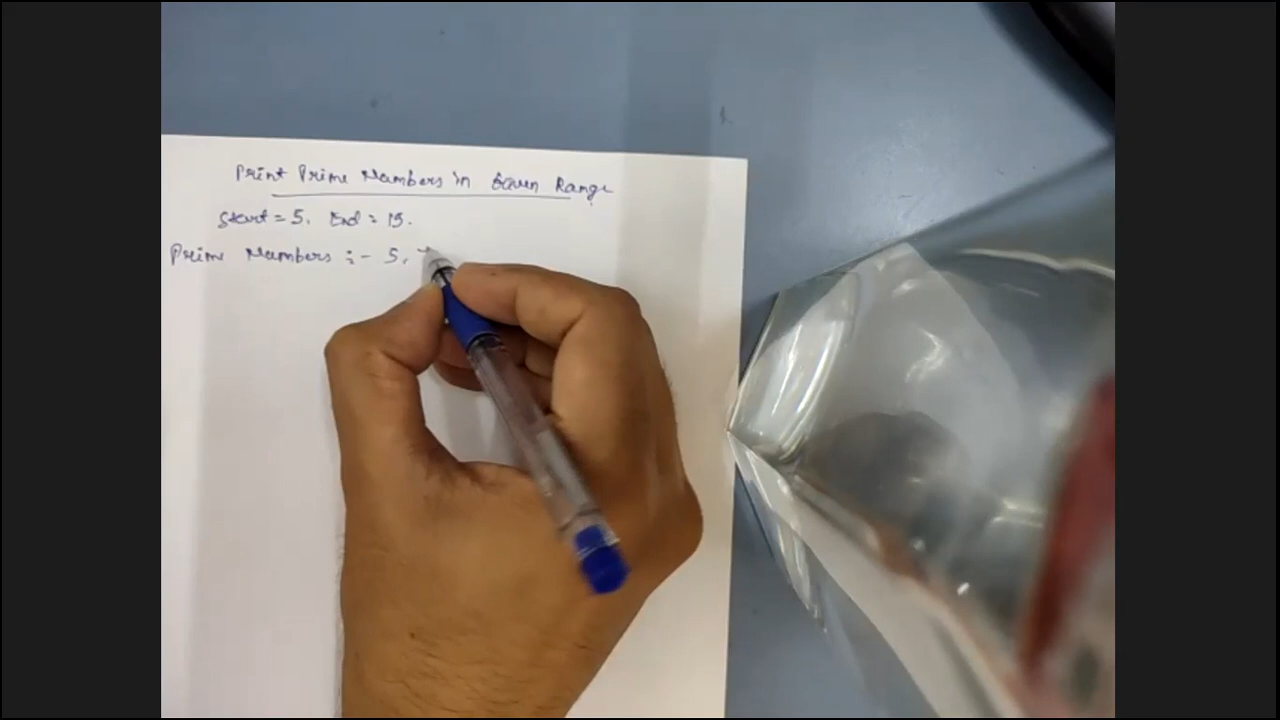 Print Prime Numbers in Given Range
Start = 5, End = 15.
Prime Numbers :- 5,